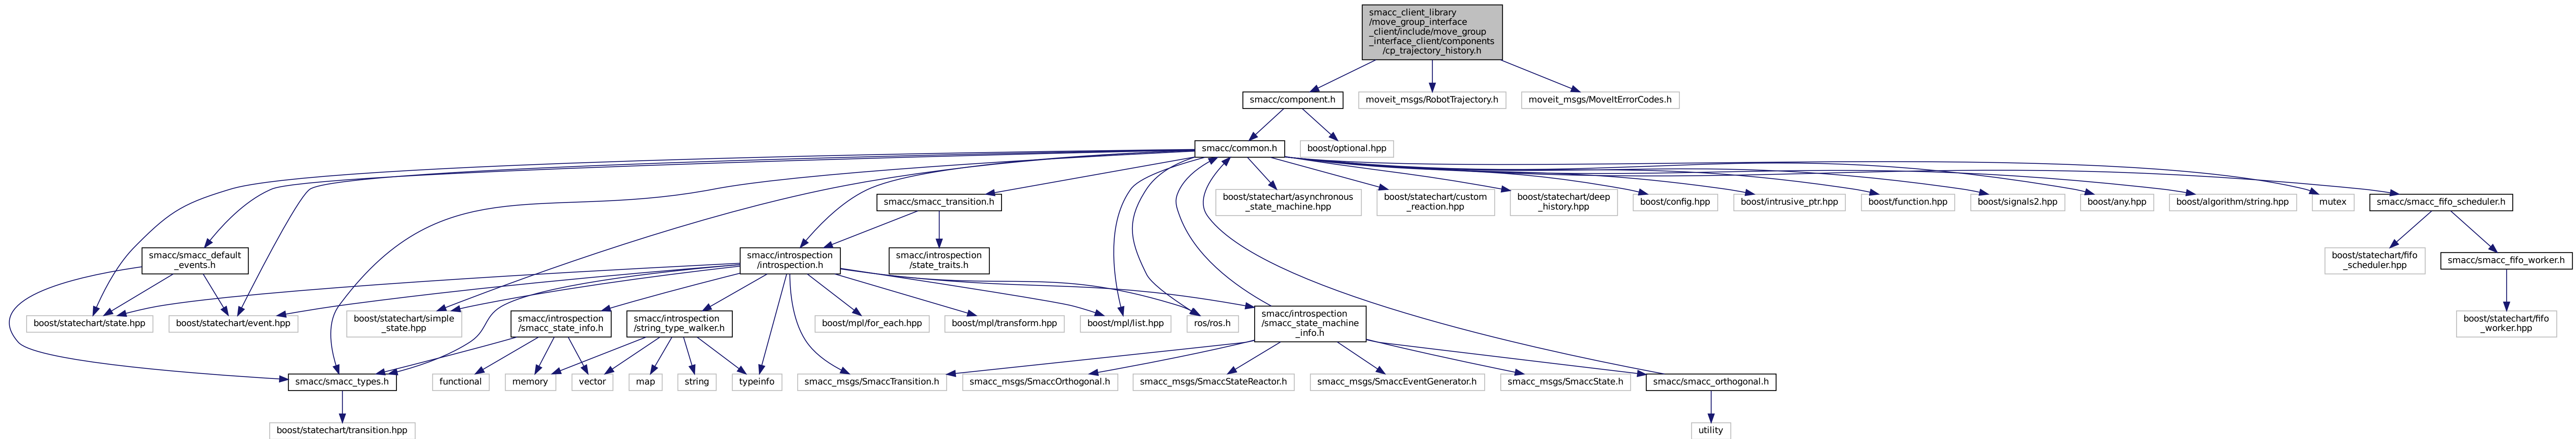 smacc_client_library
/move_group_interface
_client/include/move_group
_interface_client/components
/cp_trajectory_history.h
smacc/component.h
moveit_msgs/RobotTrajectory.h
moveit_msgs/MoveItErrorCodes.h
smacc/common.h
boost/optional.hpp
smacc/smacc_transition.h
boost/statechart/asynchronous
_state_machine.hpp
boost/statechart/custom
_reaction.hpp
boost/statechart/deep
_history.hpp
boost/config.hpp
boost/intrusive_ptr.hpp
boost/function.hpp
boost/signals2.hpp
boost/any.hpp
boost/algorithm/string.hpp
mutex
smacc/smacc_fifo_scheduler.h
smacc/smacc_default
_events.h
smacc/introspection
/introspection.h
smacc/introspection
/state_traits.h
boost/statechart/fifo
_scheduler.hpp
smacc/smacc_fifo_worker.h
boost/statechart/state.hpp
boost/statechart/event.hpp
boost/statechart/simple
_state.hpp
smacc/introspection
/smacc_state_info.h
smacc/introspection
/string_type_walker.h
boost/mpl/for_each.hpp
boost/mpl/transform.hpp
boost/mpl/list.hpp
ros/ros.h
smacc/introspection
/smacc_state_machine
_info.h
boost/statechart/fifo
_worker.hpp
smacc/smacc_types.h
functional
memory
vector
map
string
typeinfo
smacc_msgs/SmaccTransition.h
smacc_msgs/SmaccOrthogonal.h
smacc_msgs/SmaccStateReactor.h
smacc_msgs/SmaccEventGenerator.h
smacc_msgs/SmaccState.h
smacc/smacc_orthogonal.h
boost/statechart/transition.hpp
utility